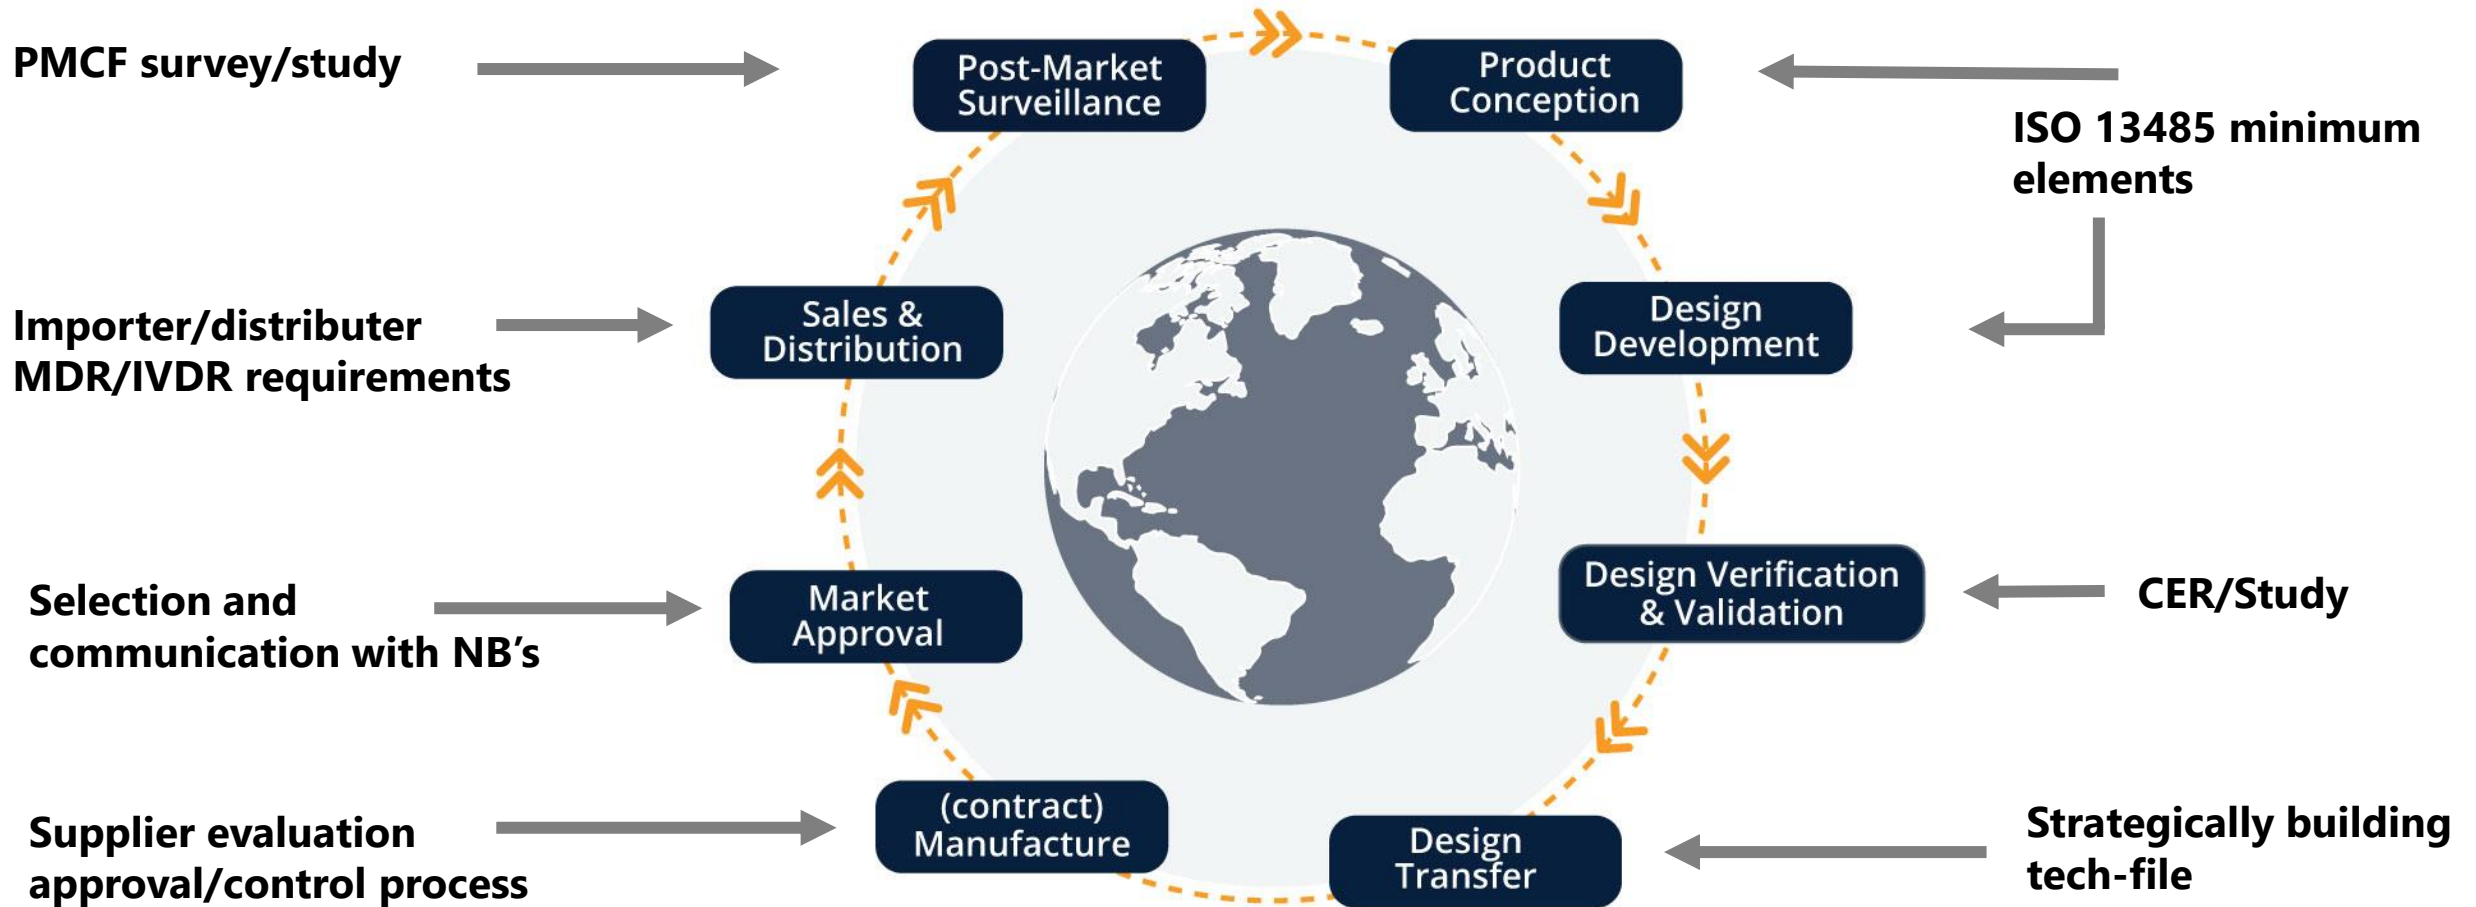 PMCF survey/study
Post-Market
Surveillance
Product
Conception
ISO 13485 minimum
elements
Importer/distributer
MDR/IVDR requirements
Sales &
Distribution
Design
Development
Selection and
communication with NB’s
Market
Approval
Design Verification
& Validation
CER/Study
Supplier evaluation
approval/control process
(contract)
Manufacture
Design
Transfer
Strategically building
tech-file